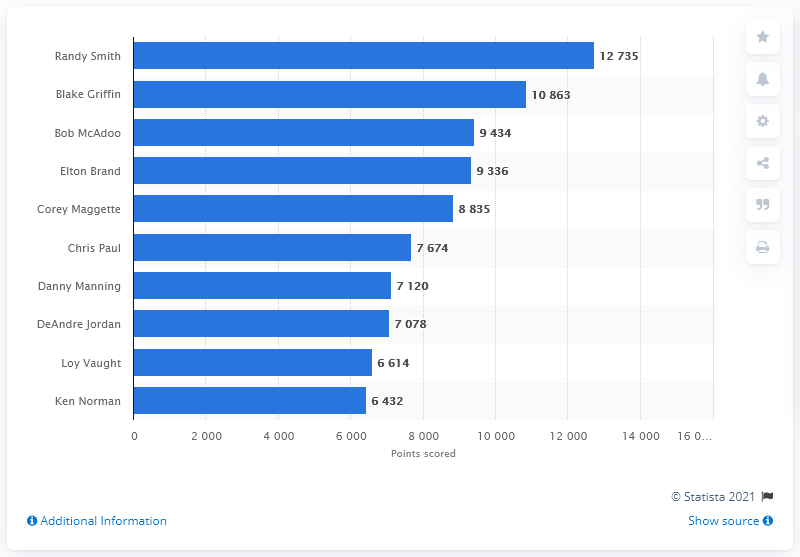 Randy Smith 12 735
Blake Griffin 10 863
Bob McAdoo 9 434
Elton Brand 9 336
Corey Maggette 8 835
Chris Paul 7 674
Danny Manning 7 120
DeAndre Jordan 7 078
Loy Vaught 6 614
Ken Norman 6 432
0 2 000 4 000 6 000 8 000 10 000 12 000 14 000 16 0...
Points scored
© Statista 2021
Additional Information Show source